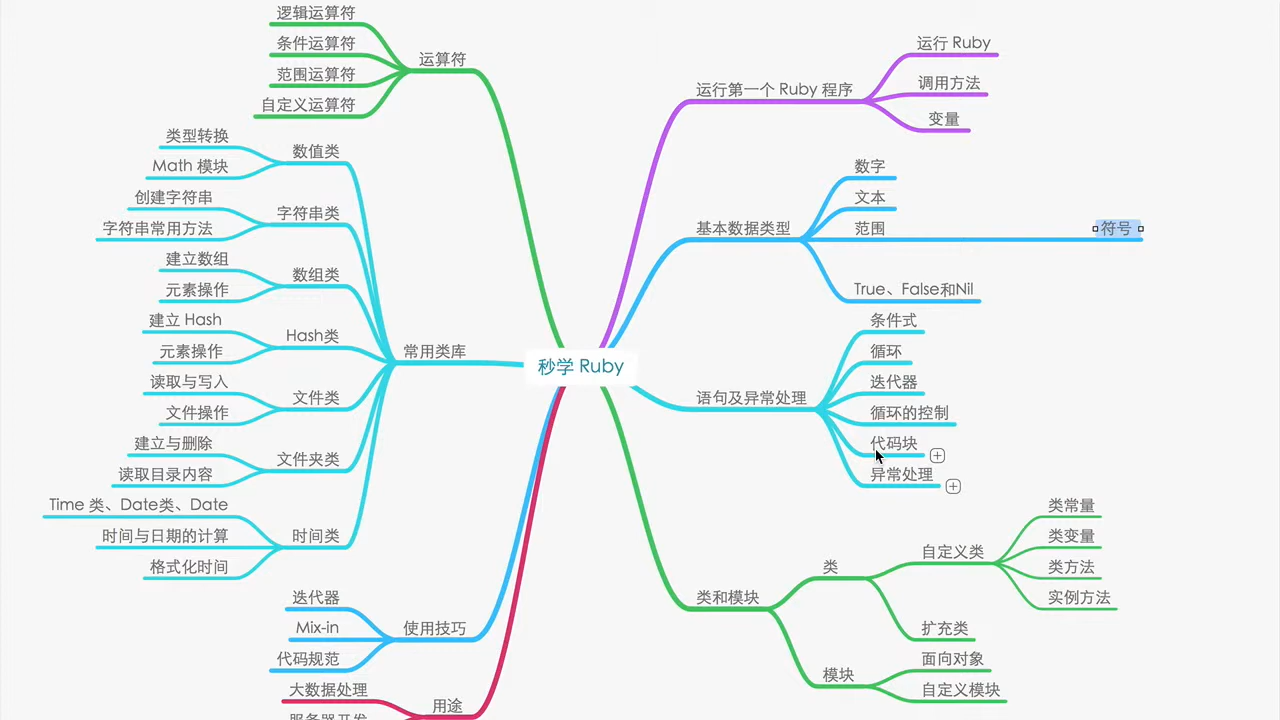 秒学 Ruby
运行第一个 Ruby 程序
运行 Ruby
调用方法
变量
基本数据类型
数字
文本
范围
符号
True、False和Nil
语句及异常处理
条件式
循环
迭代器
循环的控制
代码块
异常处理
类和模块
类
自定义类
类常量
类变量
类方法
实例方法
扩充类
模块
面向对象
自定义模块
运算符
逻辑运算符
条件运算符
范围运算符
自定义运算符
常用类库
数值类
类型转换
Math 模块
字符串类
创建字符串
字符串常用方法
数组类
建立数组
元素操作
Hash类
建立 Hash
元素操作
文件类
读取与写入
文件操作
文件夹类
建立与删除
读取目录内容
时间类
Time 类、Date类、Date
时间与日期的计算
格式化时间
使用技巧
迭代器
Mix-in
代码规范
用途
大数据处理
服务器开发